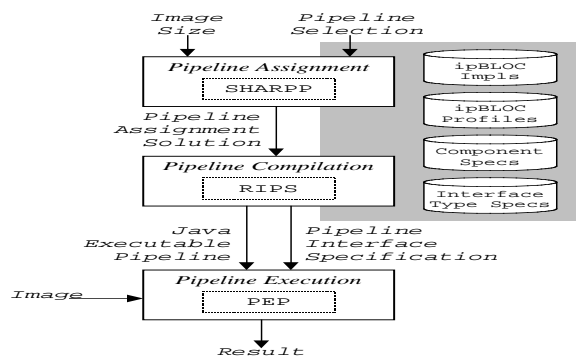 Image
Size
Pipeline
Selection
Pipeline Assignment
SHARPP
ipBLOC
Impls
ipBLOC
Profiles
Component
Specs
Interface
Type Specs
Pipeline
Assignment
Solution
Pipeline Compilation
RIPS
Java
Executable
Pipeline
Pipeline
Interface
Specification
Pipeline Execution
PEP
Image
Result